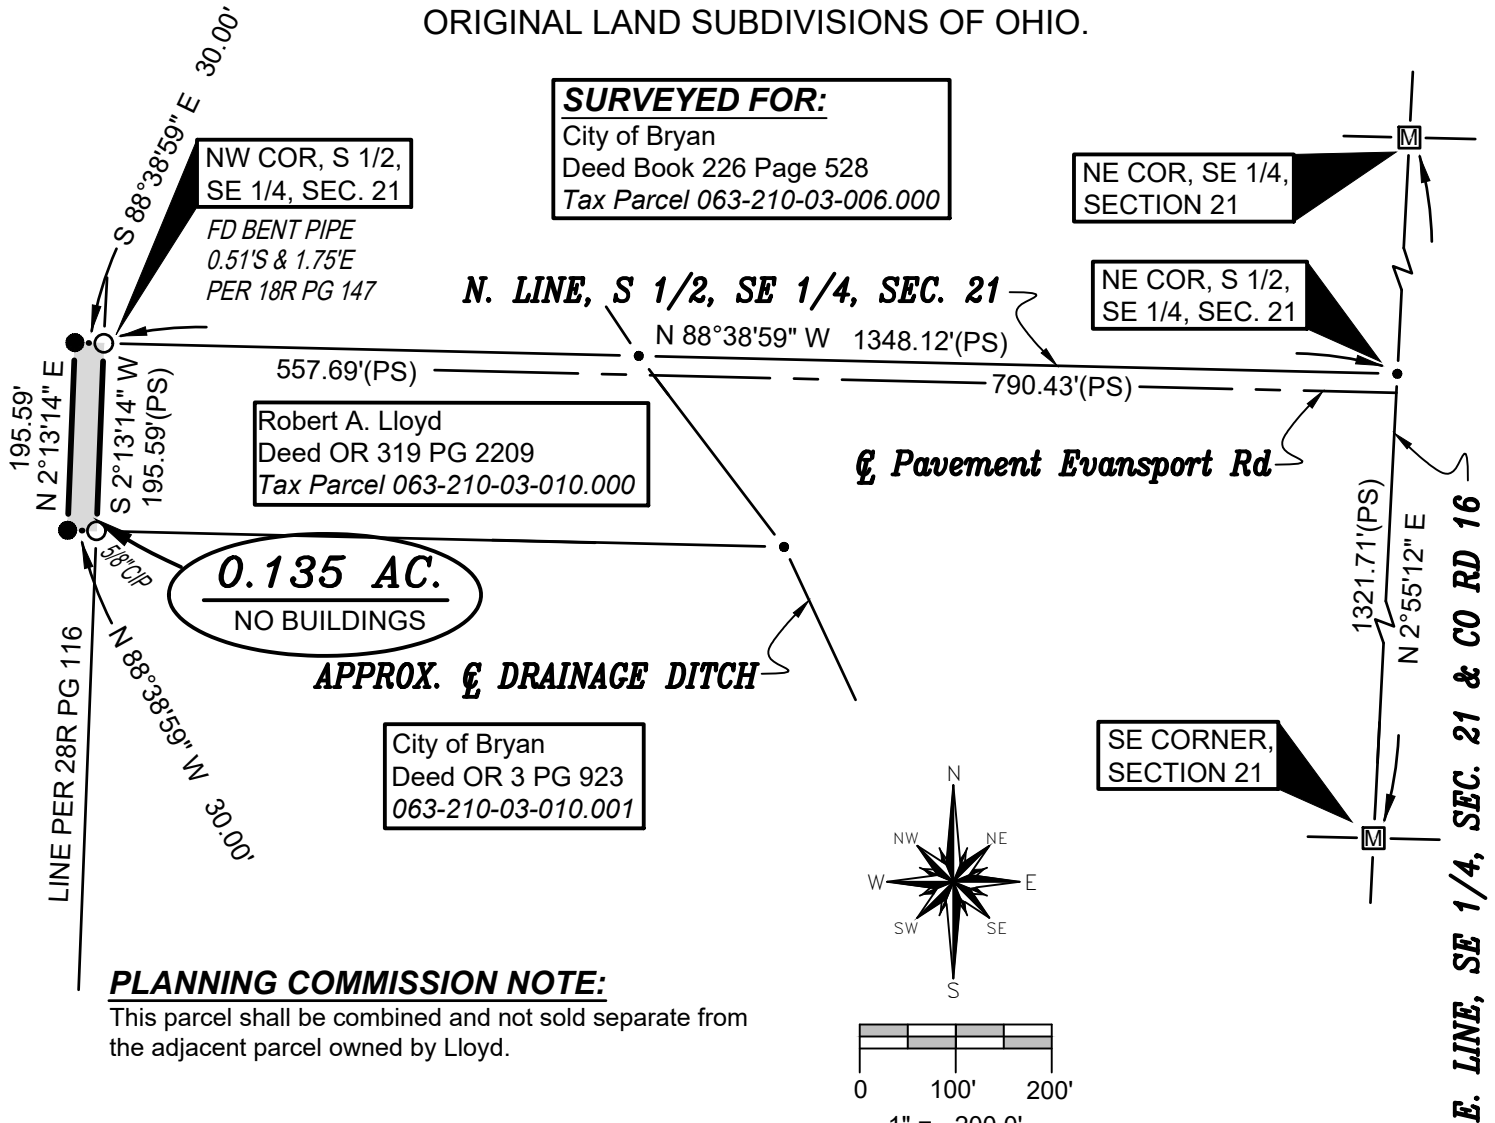 ORIGINAL LAND SUBDIVISIONS OF OHIO.
S 88°38'59" E 30.00'
SURVEYED FOR:
City of Bryan
Deed Book 226 Page 528
Tax Parcel 063-210-03-006.000
NW COR, S 1/2,
SE 1/4, SEC. 21
FD BENT PIPE
0.51'S & 1.75'E
PER 18R PG 147
M
NE COR, SE 1/4,
SECTION 21
NE COR, S 1/2,
SE 1/4, SEC. 21
N. LINE, S 1/2, SE 1/4, SEC. 21
N 88°38'59" W 1348.12'(PS)
557.69'(PS)
790.43'(PS)
195.59'
N 2°13'14" E
S 2°13'14" W
195.59'(PS)
Robert A. Lloyd
Deed OR 319 PG 2209
Tax Parcel 063-210-03-010.000
℄ Pavement Evansport Rd
5/8" CIP
0.135 AC.
NO BUILDINGS
1321.71'(PS)
N 2°55'12" E
E. LINE, SE 1/4, SEC. 21 & CO RD 16
LINE PER 28R PG 116
N 88°38'59" W 30.00'
APPROX. ℄ DRAINAGE DITCH
City of Bryan
Deed OR 3 PG 923
063-210-03-010.001
SE CORNER,
SECTION 21
M
N
NW
NE
W
E
SW
SE
S
PLANNING COMMISSION NOTE:
This parcel shall be combined and not sold separate from
the adjacent parcel owned by Lloyd.
0 100' 200'
1" = 200.0'